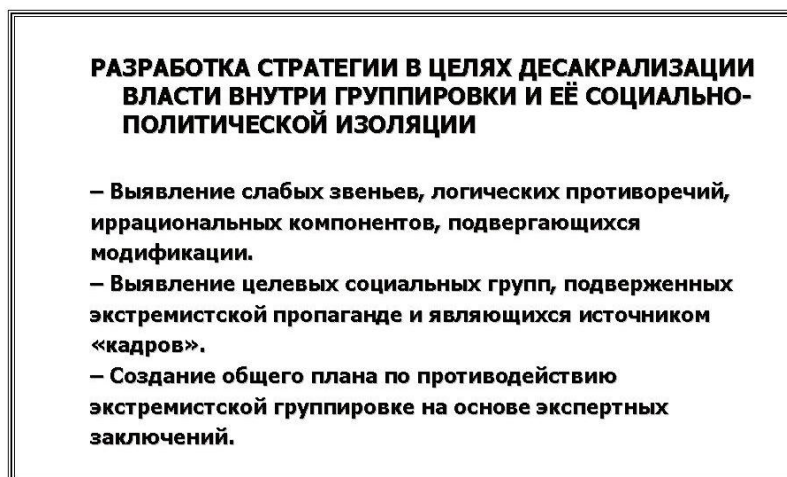 РАЗРАБОТКА СТРАТЕГИИ В ЦЕЛЯХ ДЕСАКРАЛИЗАЦИИ
ВЛАСТИ ВНУТРИ ГРУППИРОВКИ И ЕЁ СОЦИАЛЬНО-
ПОЛИТИЧЕСКОЙ ИЗОЛЯЦИИ
– Выявление слабых звеньев, логических противоречий,
иррациональных компонентов, подвергающихся
модификации.
– Выявление целевых социальных групп, подверженных
экстремистской пропаганде и являющихся источником
«кадров».
– Создание общего плана по противодействию
экстремистской группировке на основе экспертных
заключений.